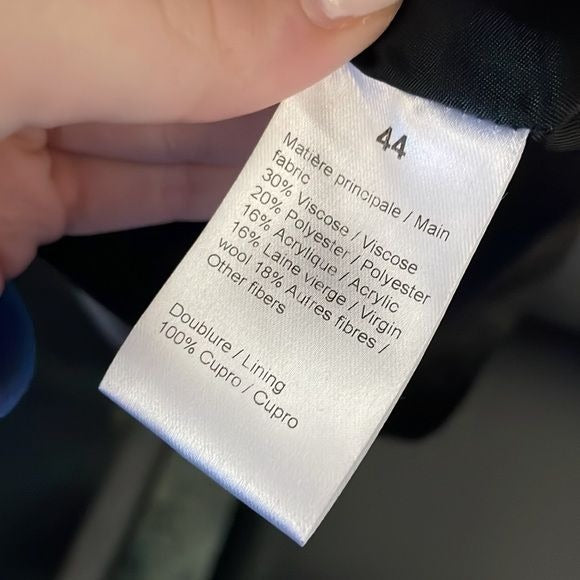 44
Matière principale / Main
fabric
30% Viscose / Viscose
20% Polyester / Polyester
16% Acrylique / Acrylic
16% Laine vierge / Virgin
wool 18% Autres fibres /
Other fibers
Doublure / Lining
100% Cupro / Cupro